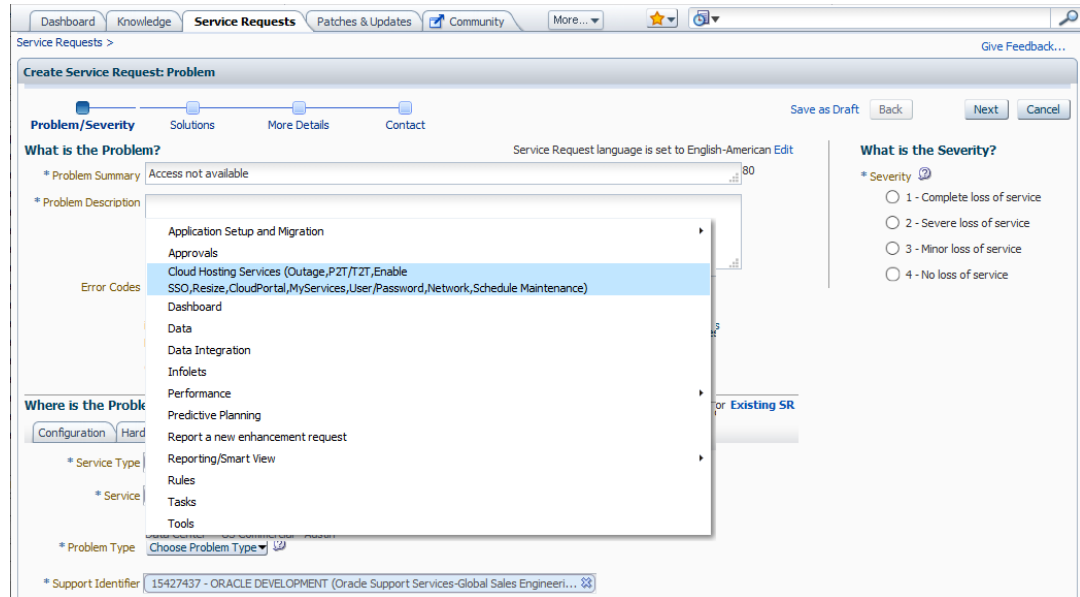 Dashboard Knowledge Service Requests Patches & Updates Community More...
Service Requests >
Give Feedback...
Create Service Request: Problem
Problem/Severity Solutions More Details Contact
Save as Draft Back Next Cancel
What is the Problem?
Service Request language is set to English-American Edit
* Problem Summary Access not available 80
* Problem Description
Application Setup and Migration
Approvals
Cloud Hosting Services (Outage,P2T/T2T,Enable
SSO,Resize,CloudPortal,MyServices,User/Password,Network,Schedule Maintenance)
Dashboard
Data
Data Integration
Infolets
Performance
Predictive Planning
Report a new enhancement request
Reporting/Smart View
Rules
Tasks
Tools
Error Codes
What is the Severity?
* Severity
1 - Complete loss of service
2 - Severe loss of service
3 - Minor loss of service
4 - No loss of service
Where is the
or Existing SR
Configuration
* Service Type
* Service
* Problem Type Choose Problem Type
* Support Identifier 15427437 - ORACLE DEVELOPMENT (Oracle Support Services-Global Sales Engineeri...